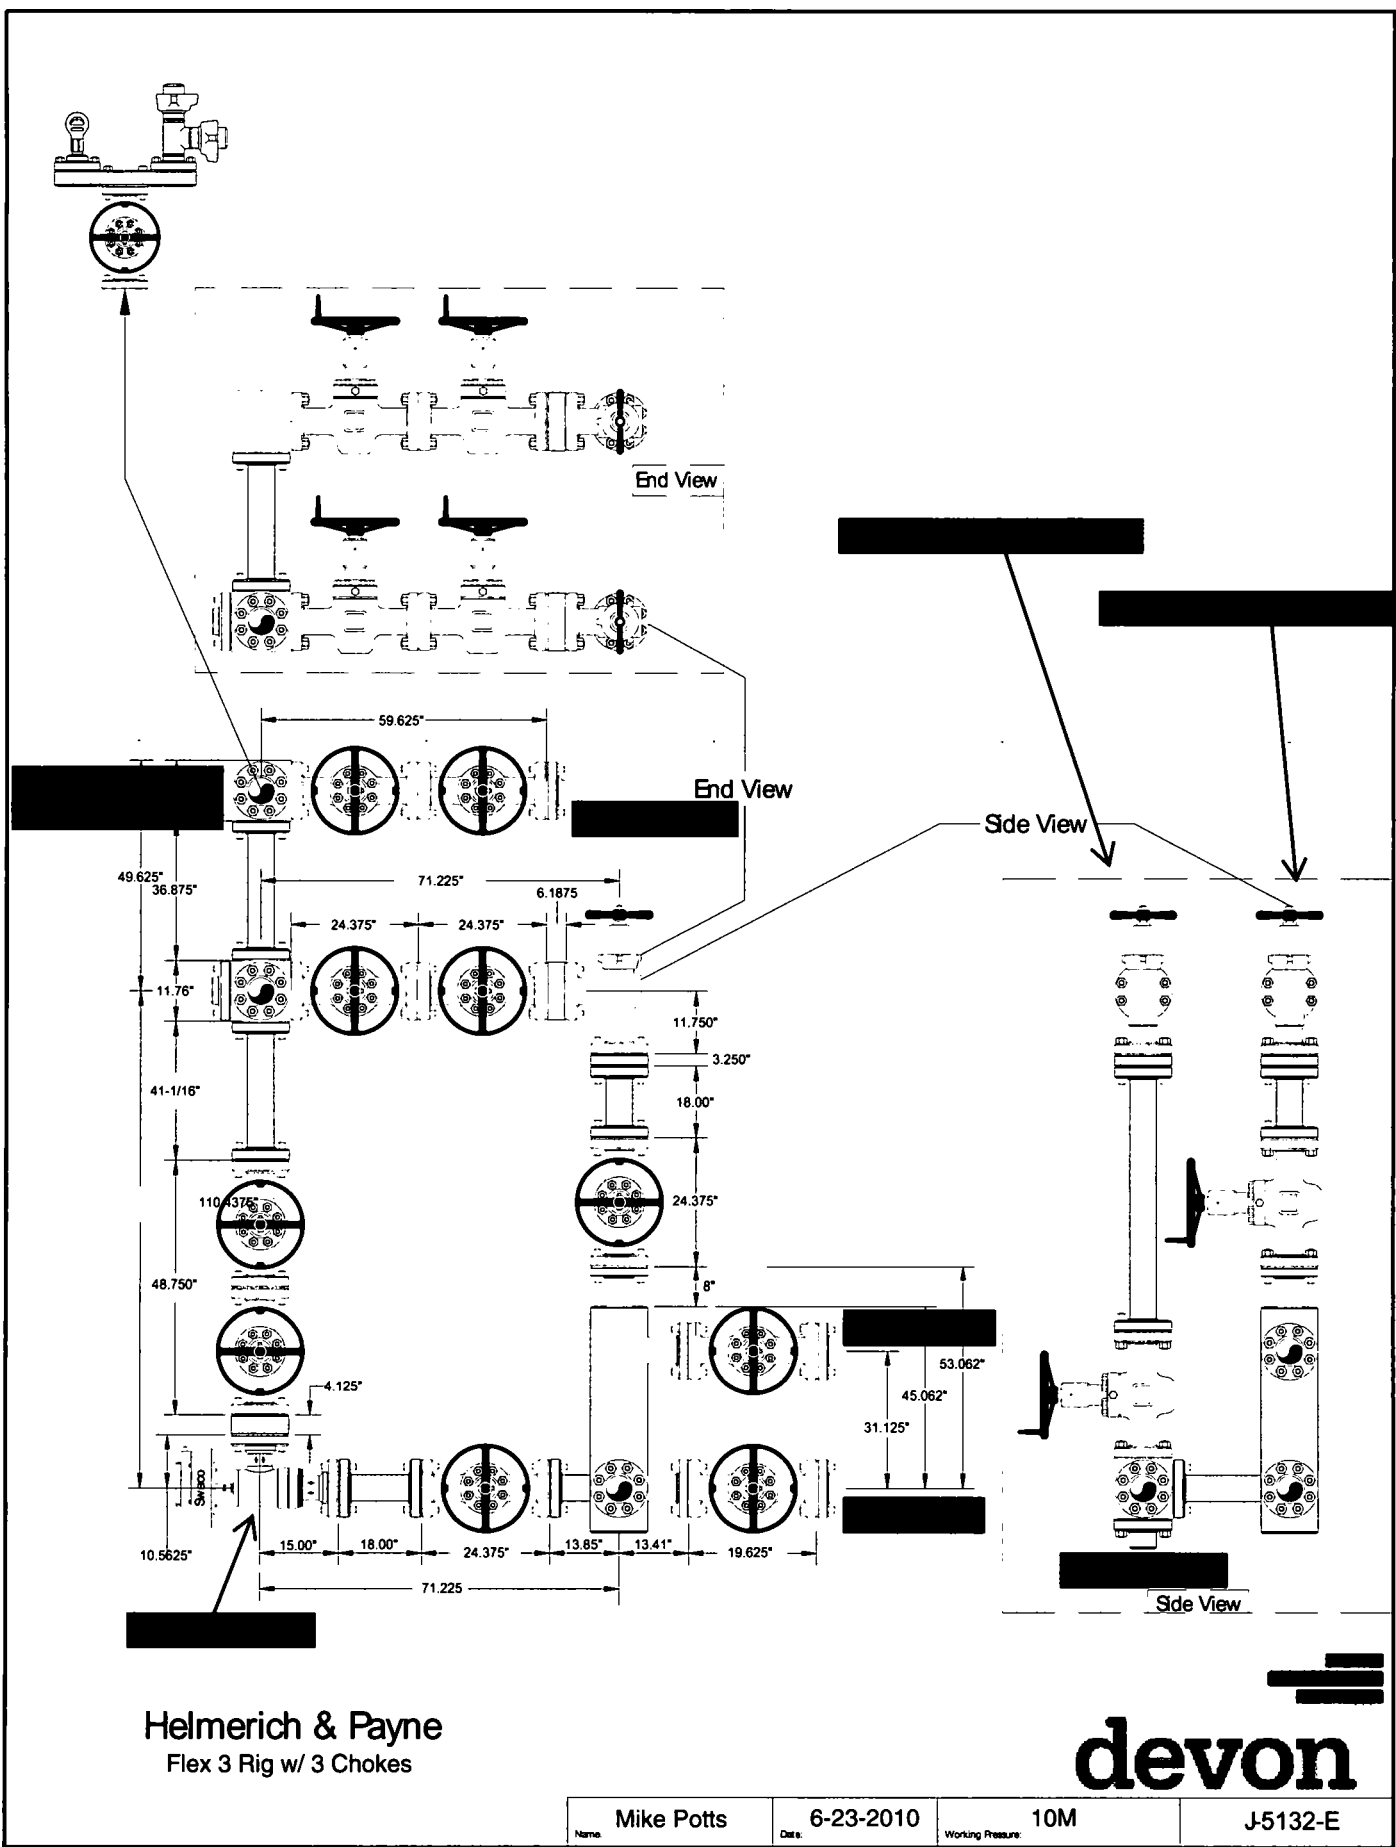 End View
59.625"
End View
Side View
49.625"
36.875"
71.225"
6.1875
24.375"
24.375"
11.76"
11.750"
3.250"
41-1/16"
18.00"
110.4375"
24.375"
48.750"
8"
53.062"
4.125"
45.062"
31.125"
SWACO
10.5625"
15.00"
18.00"
24.375"
13.85"
13.41"
19.625"
71.225
Side View
Helmerich & Payne
Flex 3 Rig w/ 3 Chokes
devon
Name: Mike Potts
Date: 6-23-2010
Working Pressure: 10M
J-5132-E